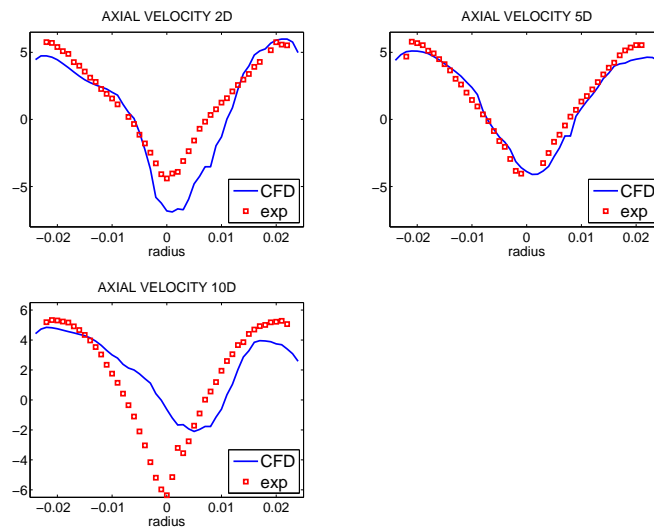 AXIAL VELOCITY 2D
5
0
−5
−0.02 −0.01 0 0.01 0.02
radius
CFD
exp
AXIAL VELOCITY 5D
5
0
−5
−0.02 −0.01 0 0.01 0.02
radius
CFD
exp
AXIAL VELOCITY 10D
6
4
2
0
−2
−4
−6
−0.02 −0.01 0 0.01 0.02
radius
CFD
exp